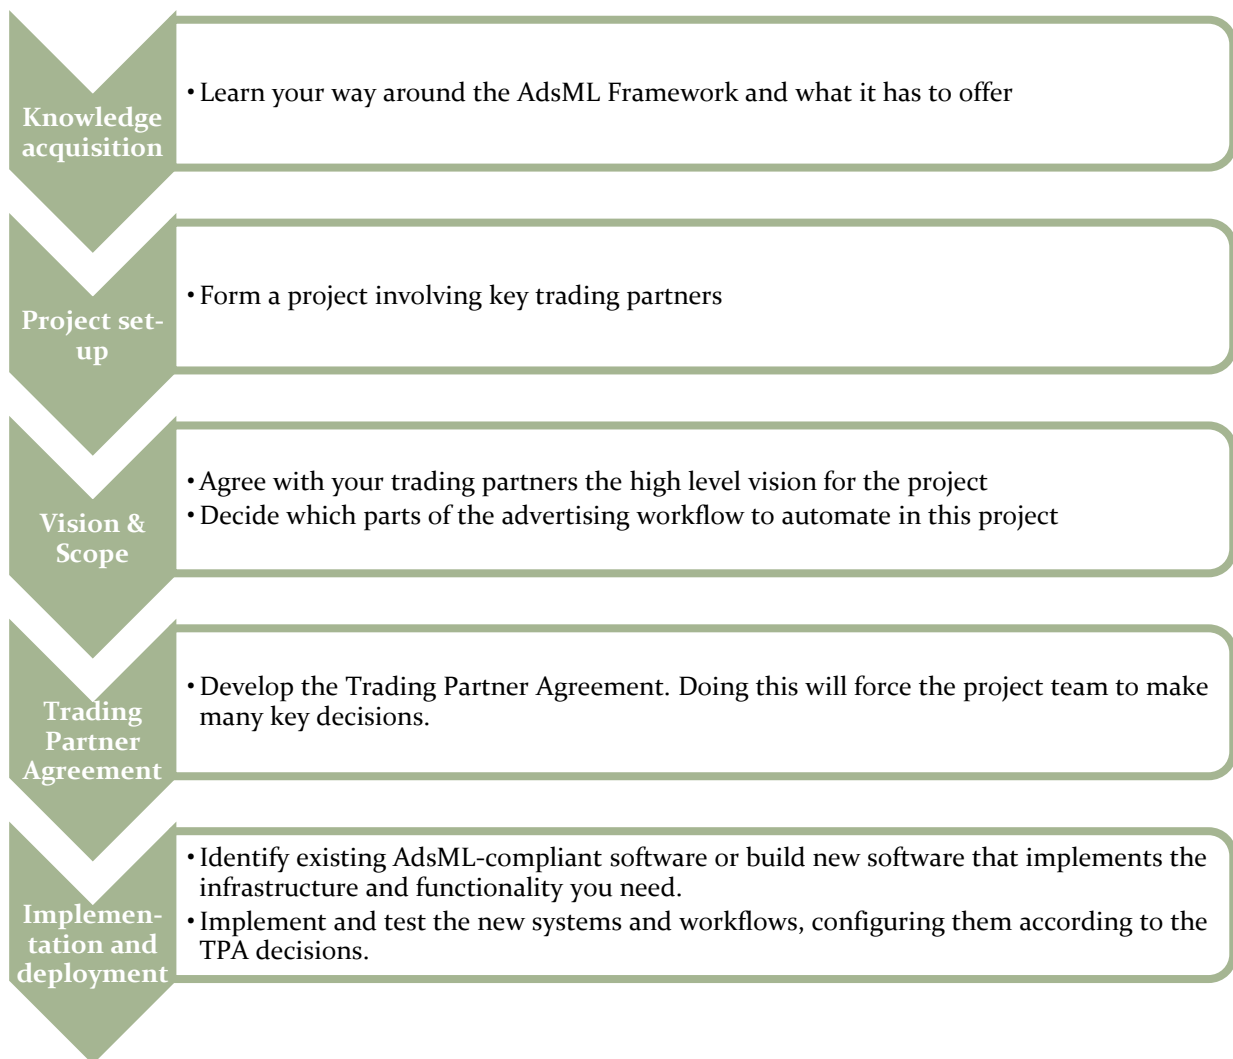 Knowledge
acquisition
• Learn your way around the AdsML Framework and what it has to offer
Project set-
up
• Form a project involving key trading partners
Vision &
Scope
• Agree with your trading partners the high level vision for the project
• Decide which parts of the advertising workflow to automate in this project
Trading
Partner
Agreement
• Develop the Trading Partner Agreement. Doing this will force the project team to make
many key decisions.
Implemen-
tation and
deployment
• Identify existing AdsML-compliant software or build new software that implements the
infrastructure and functionality you need.
• Implement and test the new systems and workflows, configuring them according to the
TPA decisions.